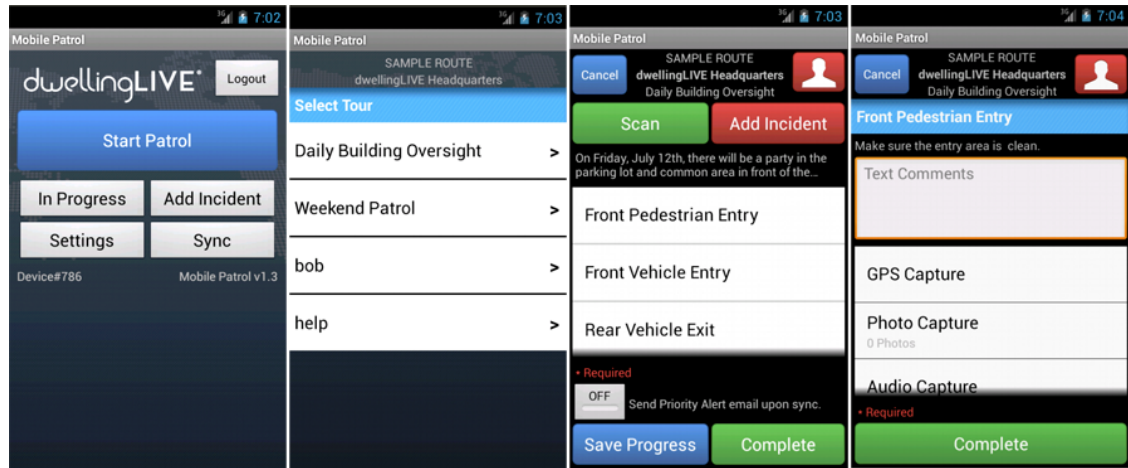 3G 7:02
Mobile Patrol
dwellingLIVE®
Logout
Start Patrol
In Progress
Add Incident
Settings
Sync
Device#786
Mobile Patrol v1.3
3G 7:03
Mobile Patrol
SAMPLE ROUTE
dwellingLIVE Headquarters
Select Tour
Daily Building Oversight >
Weekend Patrol >
bob >
help >
3G 7:03
Mobile Patrol
Cancel
SAMPLE ROUTE
dwellingLIVE Headquarters
Daily Building Oversight
Scan
Add Incident
On Friday, July 12th, there will be a party in the
parking lot and common area in front of the...
Front Pedestrian Entry
Front Vehicle Entry
Rear Vehicle Exit
• Required
OFF
Send Priority Alert email upon sync.
Save Progress
Complete
3G 7:04
Mobile Patrol
Cancel
SAMPLE ROUTE
dwellingLIVE Headquarters
Daily Building Oversight
Front Pedestrian Entry
Make sure the entry area is clean.
Text Comments
GPS Capture
Photo Capture
0 Photos
Audio Capture
• Required
Complete